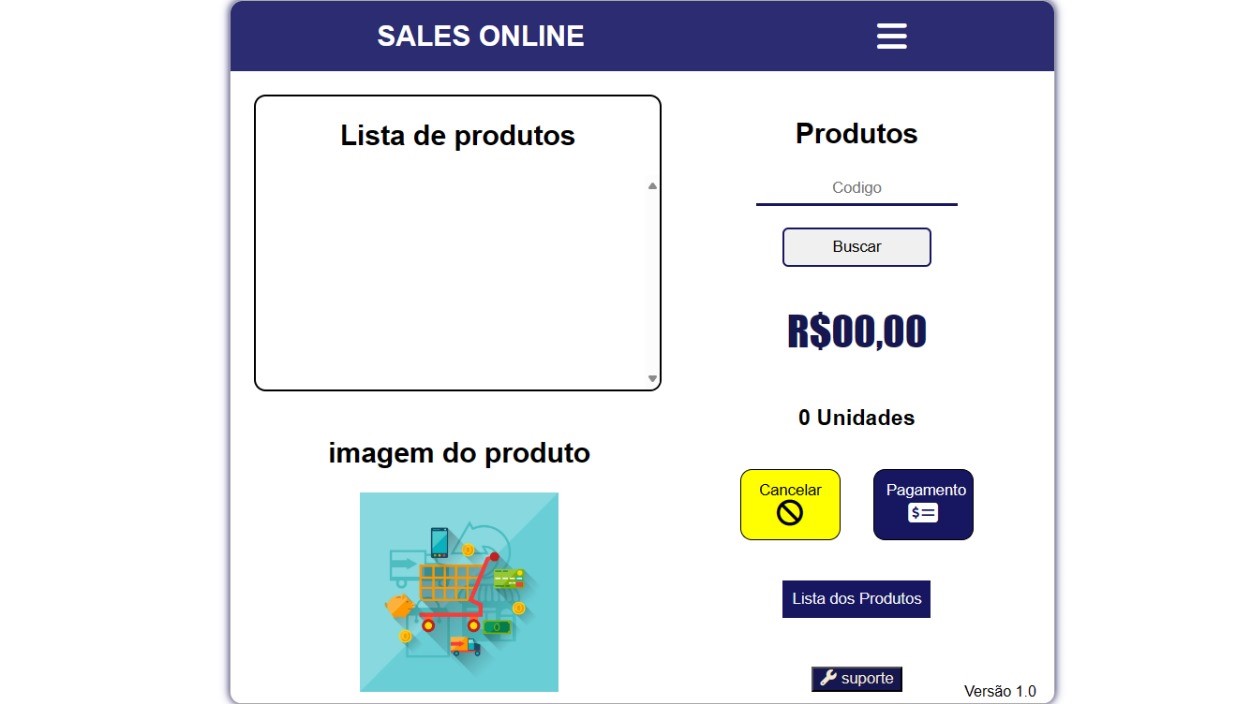 SALES ONLINE
Lista de produtos
Produtos
Codigo
Buscar
R$00,00
0 Unidades
imagem do produto
Cancelar
Pagamento
Lista dos Produtos
suporte
Versão 1.0